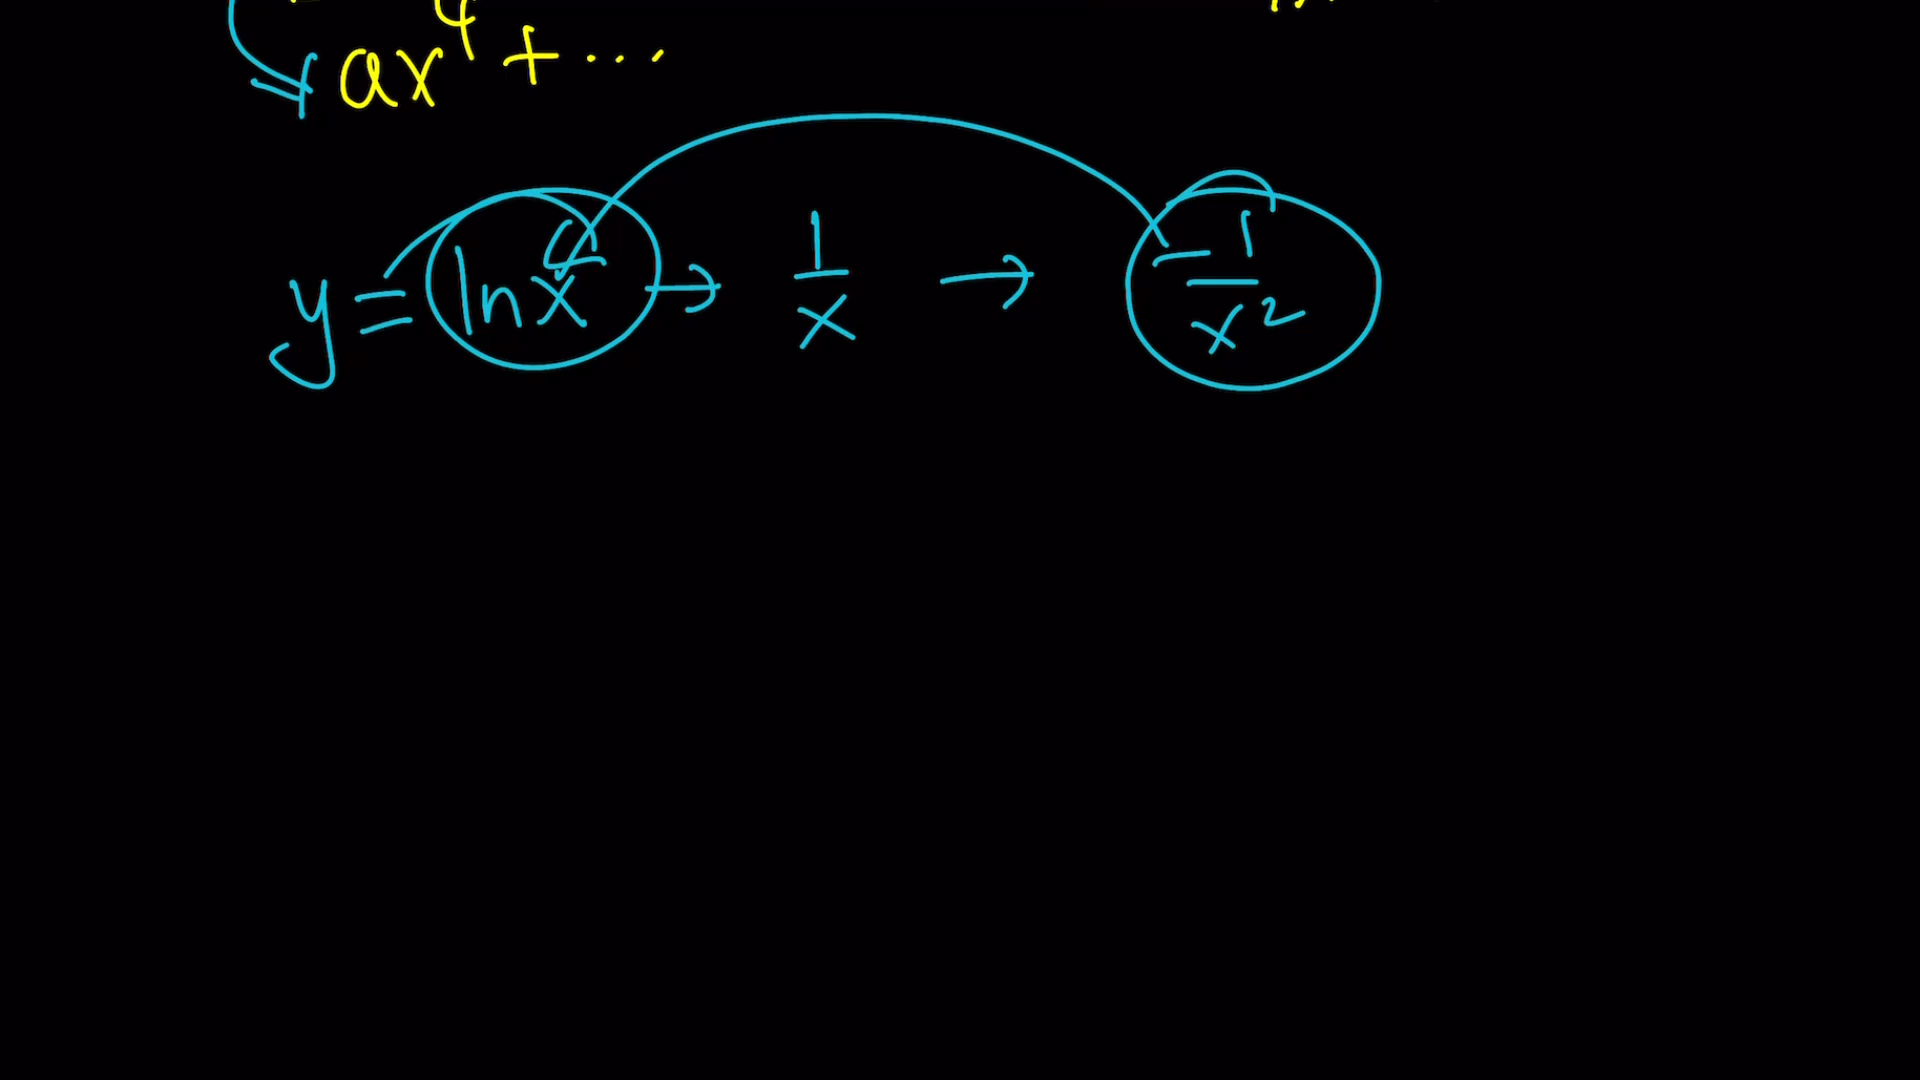 ax⁴ + ...
y = ln x → 1/x → -1/x²